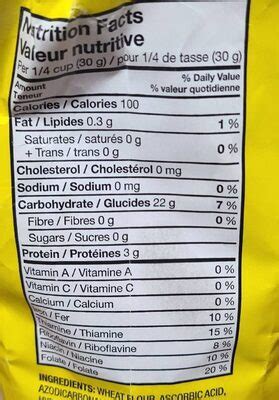 Nutrition Facts
Valeur nutritive
Per 1/4 cup (30 g) / pour 1/4 de tasse (30 g)
Amount % Daily Value
Teneur % valeur quotidienne
Calories / Calories 100
Fat / Lipides 0.3 g 1 %
Saturates / saturés 0 g
+ Trans / trans 0 g 0 %
Cholesterol / Cholestérol 0 mg
Sodium / Sodium 0 mg 0 %
Carbohydrate / Glucides 22 g 7 %
Fibre / Fibres 0 g 0 %
Sugars / Sucres 0 g
Protein / Protéines 3 g
Vitamin A / Vitamine A 0 %
Vitamin C / Vitamine C 0 %
Calcium / Calcium 0 %
Iron / Fer 10 %
Thiamine / Thiamine 15 %
Riboflavin / Riboflavine 8 %
Niacin / Niacine 10 %
Folate / Folate 20 %
INGREDIENTS: WHEAT FLOUR, ASCORBIC ACID,